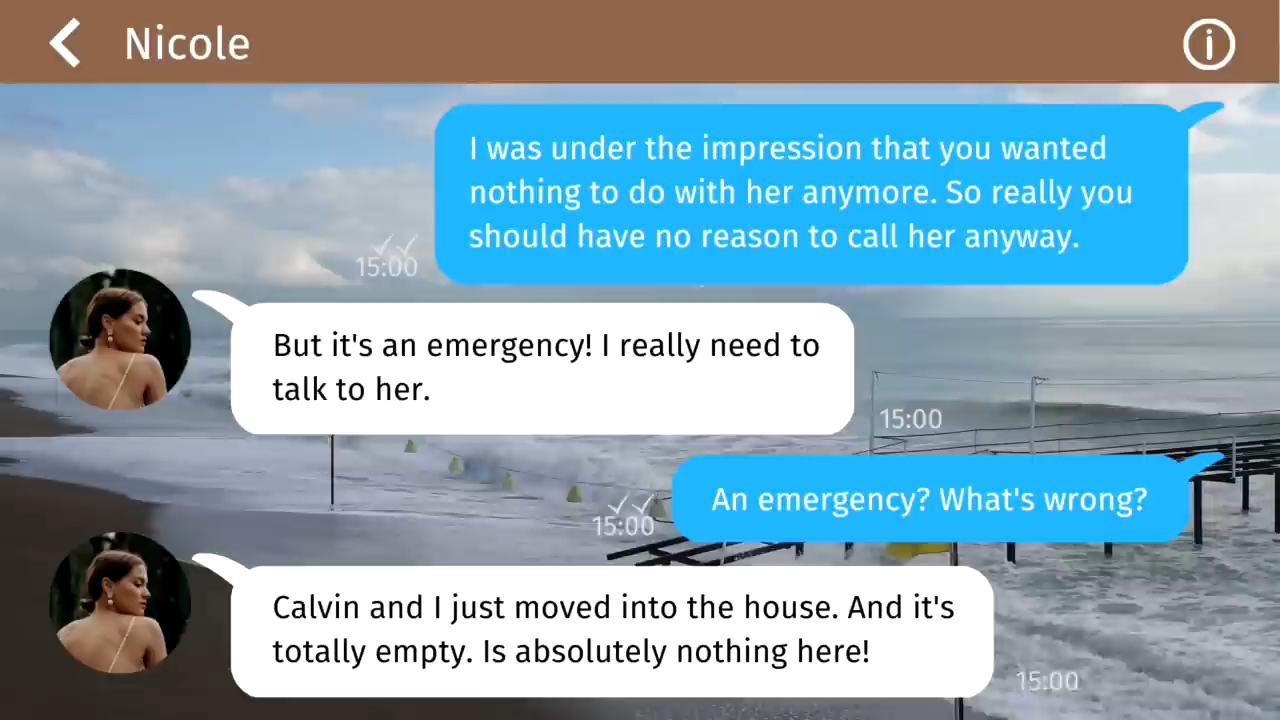 Nicole
I was under the impression that you wanted
nothing to do with her anymore. So really you
should have no reason to call her anyway.
15:00
But it's an emergency! I really need to
talk to her.
15:00
An emergency? What's wrong?
15:00
Calvin and I just moved into the house. And it's
totally empty. Is absolutely nothing here!
15:00